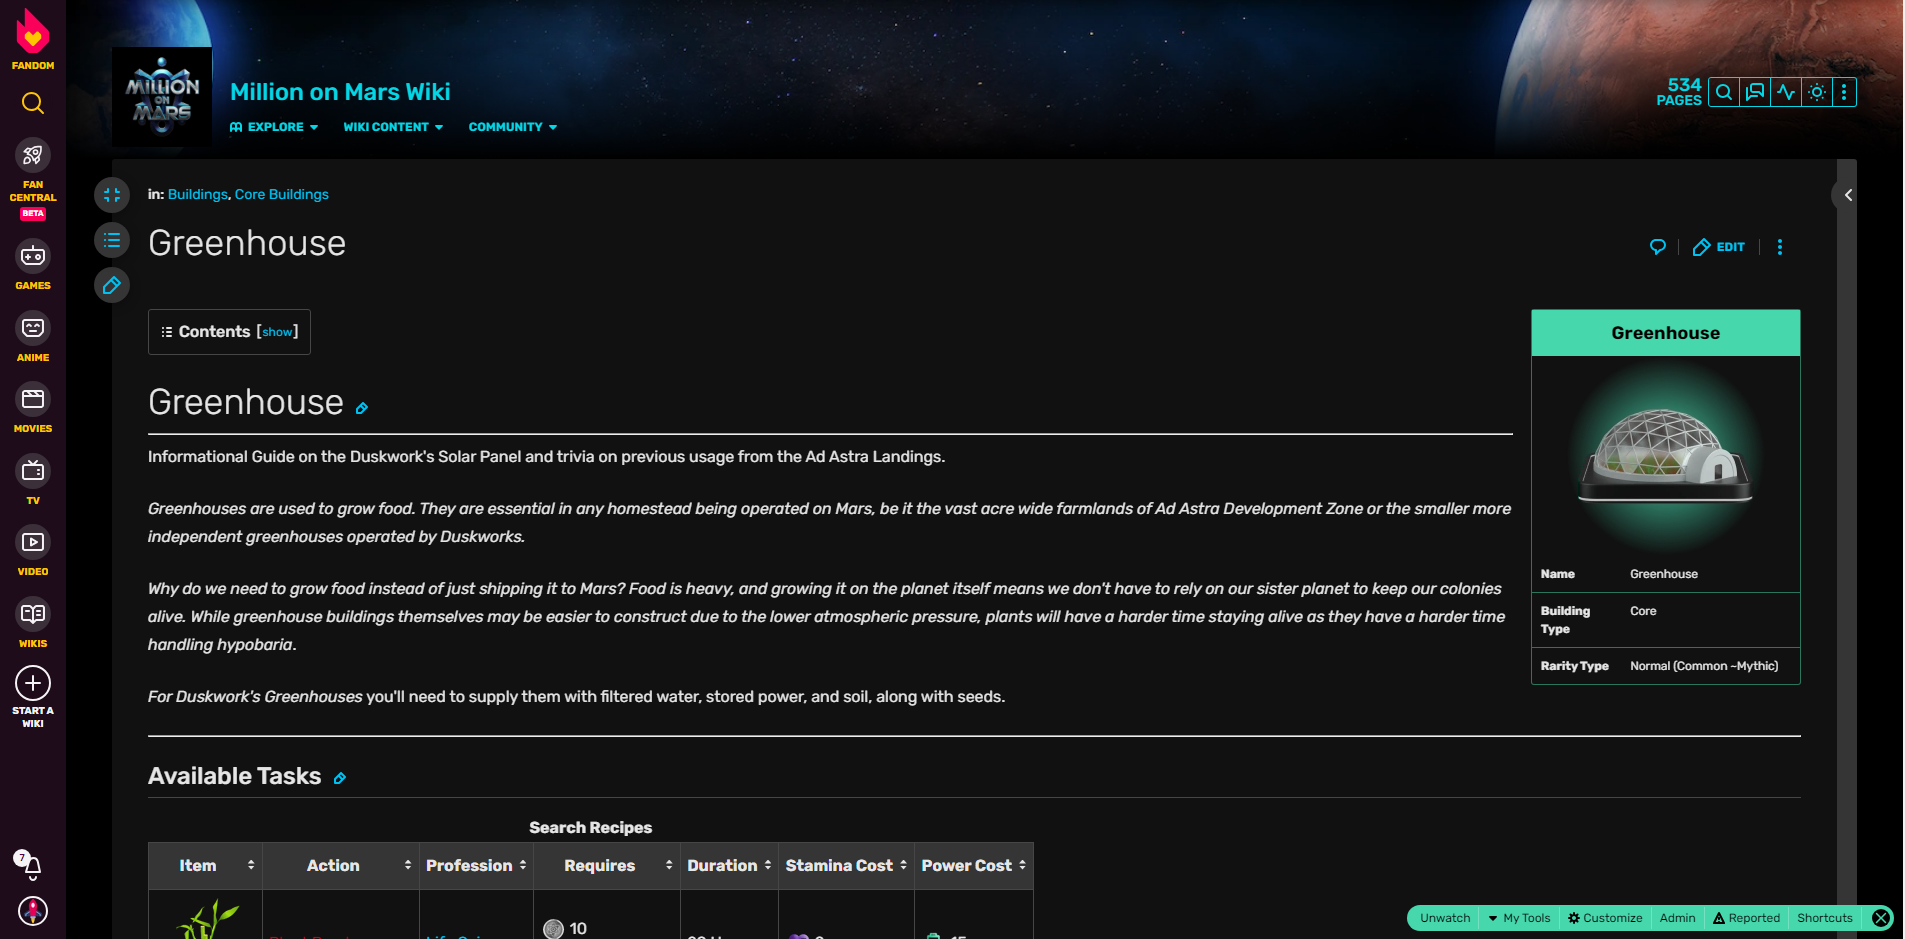 FANDOM
FAN
CENTRAL
BETA
GAMES
ANIME
MOVIES
TV
VIDEO
WIKIS
START A
WIKI
7
MILLION
ON
MARS
Million on Mars Wiki
EXPLORE
WIKI CONTENT
COMMUNITY
534
PAGES
in: Buildings, Core Buildings
Greenhouse
EDIT
Contents [show]
Greenhouse
Informational Guide on the Duskwork's Solar Panel and trivia on previous usage from the Ad Astra Landings.
Greenhouses are used to grow food. They are essential in any homestead being operated on Mars, be it the vast acre wide farmlands of Ad Astra Development Zone or the smaller more
independent greenhouses operated by Duskworks.
Why do we need to grow food instead of just shipping it to Mars? Food is heavy, and growing it on the planet itself means we don't have to rely on our sister planet to keep our colonies
alive. While greenhouse buildings themselves may be easier to construct due to the lower atmospheric pressure, plants will have a harder time staying alive as they have a harder time
handling hypobaria.
For Duskwork's Greenhouses you'll need to supply them with filtered water, stored power, and soil, along with seeds.
Greenhouse
Name Greenhouse
Building
Type
Core
Rarity Type Normal (Common ~Mythic)
Available Tasks
Search Recipes
Item Action Profession Requires Duration Stamina Cost Power Cost
10
Unwatch My Tools Customize Admin Reported Shortcuts